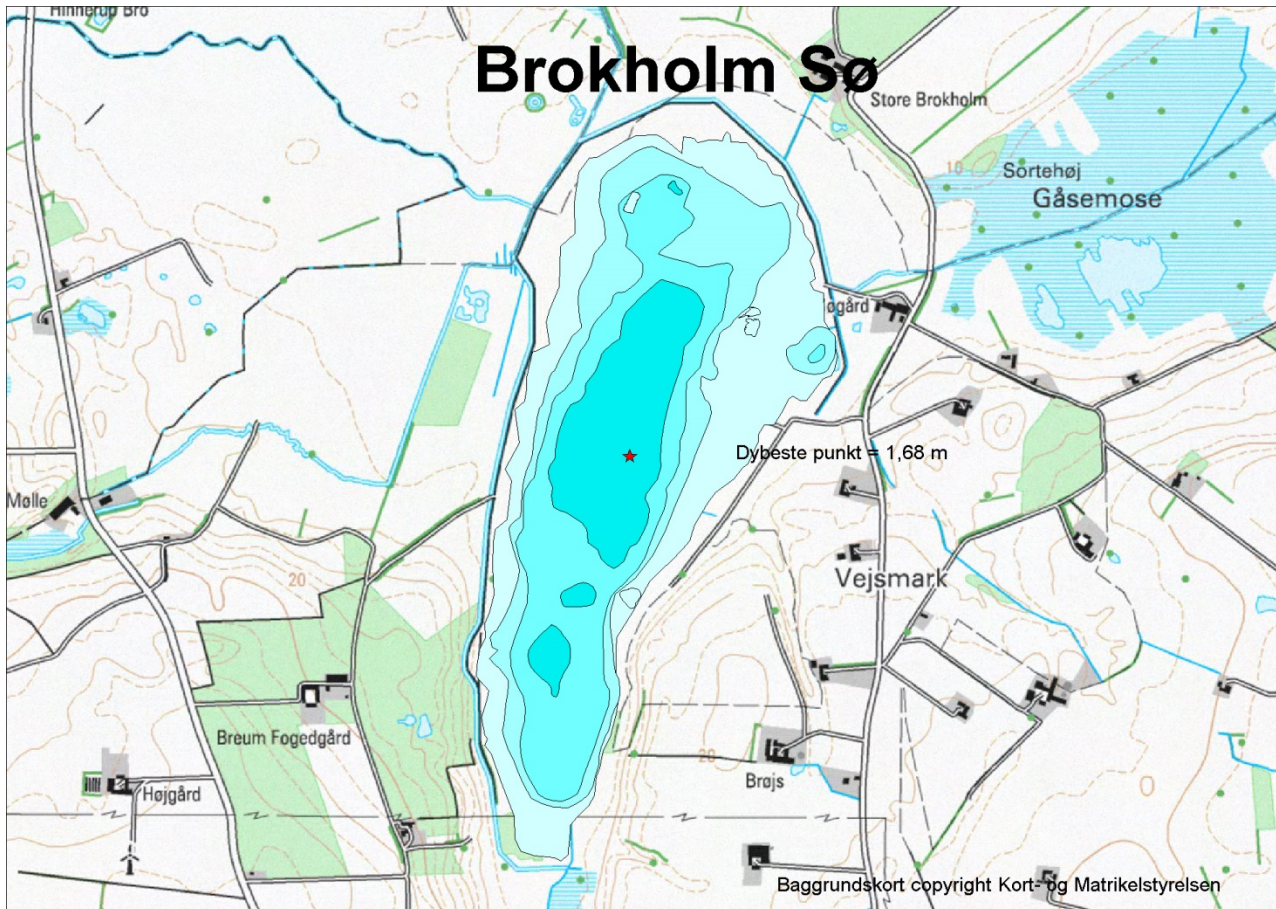 Hinnerup Bro
Brokholm Sø
Store Brokholm
10
Sortehøj
Gåsemose
øgård
Dybeste punkt = 1,68 m
Mølle
20
Vejsmark
Breum Fogedgård
20
Brøjs
Højgård
Baggrundskort copyright Kort- og Matrikelstyrelsen